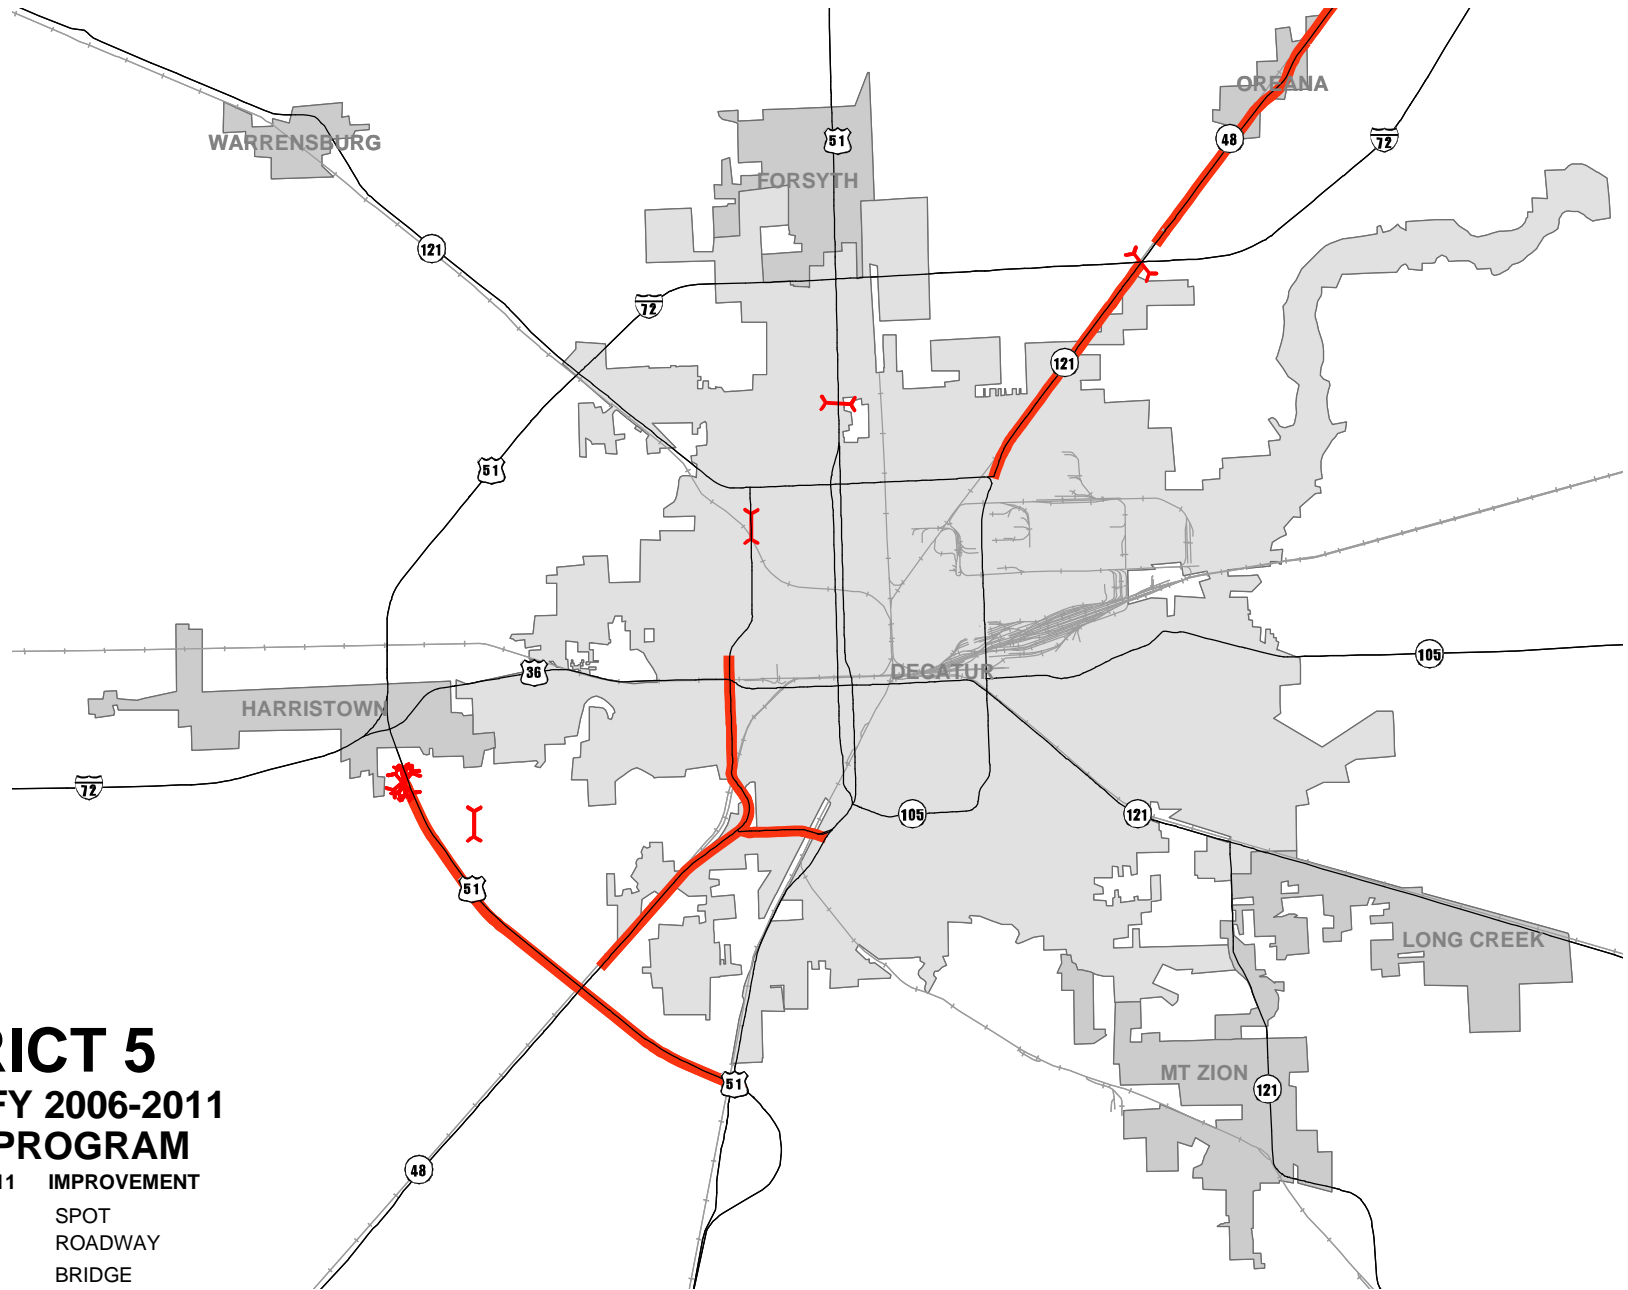 OREANA
48
72
51
WARRENSBURG
FORSYTH
121
72
121
51
36
DECATUR
105
HARRISTOWN
72
105
121
51
LONG CREEK
RICT 5
FY 2006-2011
PROGRAM
11 IMPROVEMENT
SPOT
ROADWAY
BRIDGE
MT ZION
51
121
48